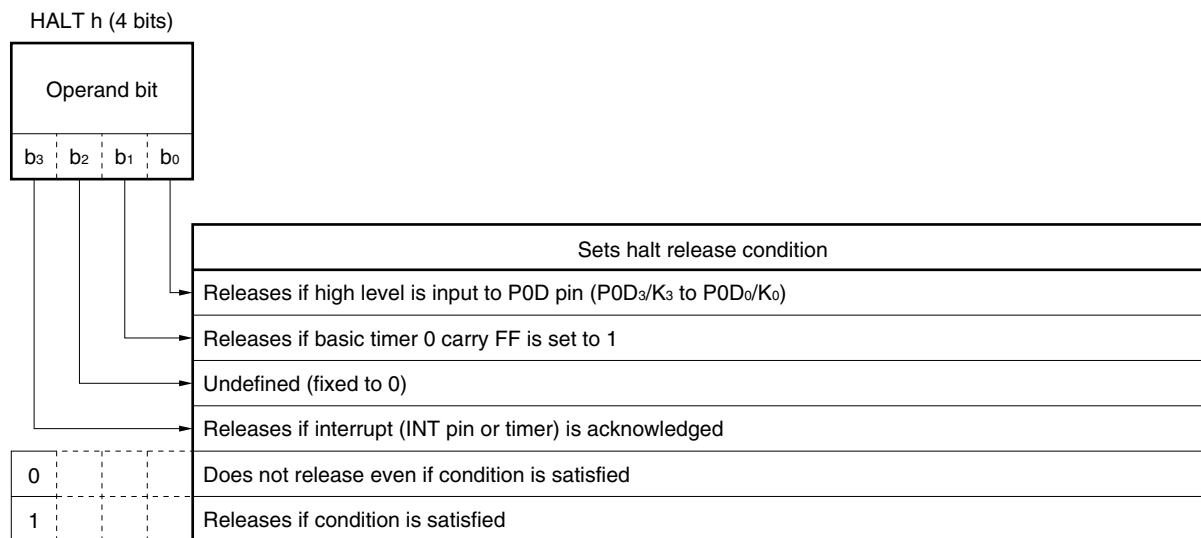 HALT h (4 bits)
Operand bit
b3 b2 b1 b0
Sets halt release condition
Releases if high level is input to P0D pin (P0D3/K3 to P0D0/K0)
Releases if basic timer 0 carry FF is set to 1
Undefined (fixed to 0)
Releases if interrupt (INT pin or timer) is acknowledged
0 Does not release even if condition is satisfied
1 Releases if condition is satisfied